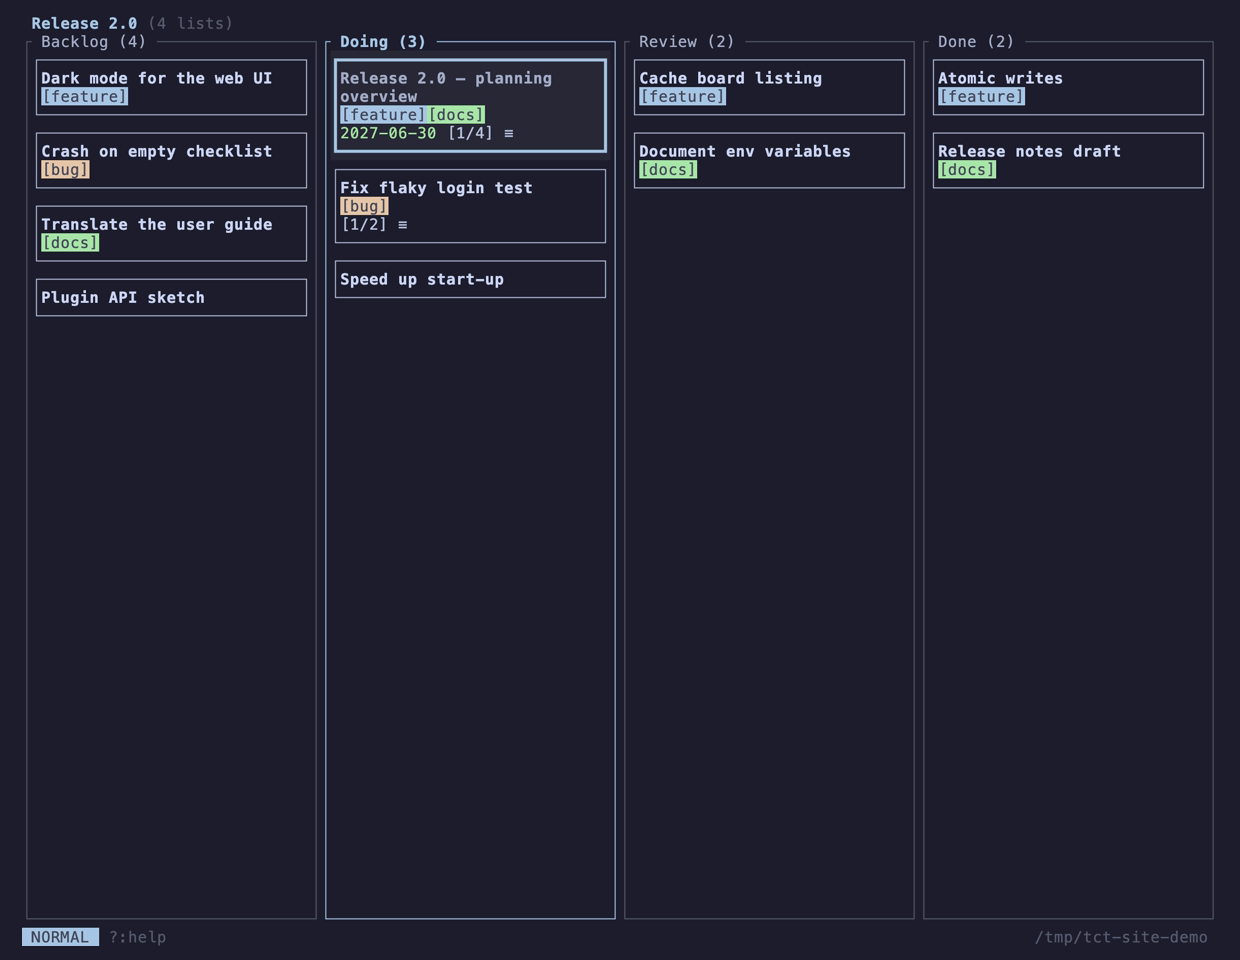 Release 2.0 (4 lists)
Backlog (4)
Dark mode for the web UI
[feature]
Crash on empty checklist
[bug]
Translate the user guide
[docs]
Plugin API sketch
Doing (3)
Release 2.0 — planning
overview
[feature][docs]
2027-06-30 [1/4] ≡
Fix flaky login test
[bug]
[1/2] ≡
Speed up start-up
Review (2)
Cache board listing
[feature]
Document env variables
[docs]
Done (2)
Atomic writes
[feature]
Release notes draft
[docs]
NORMAL ?:help
/tmp/tct-site-demo